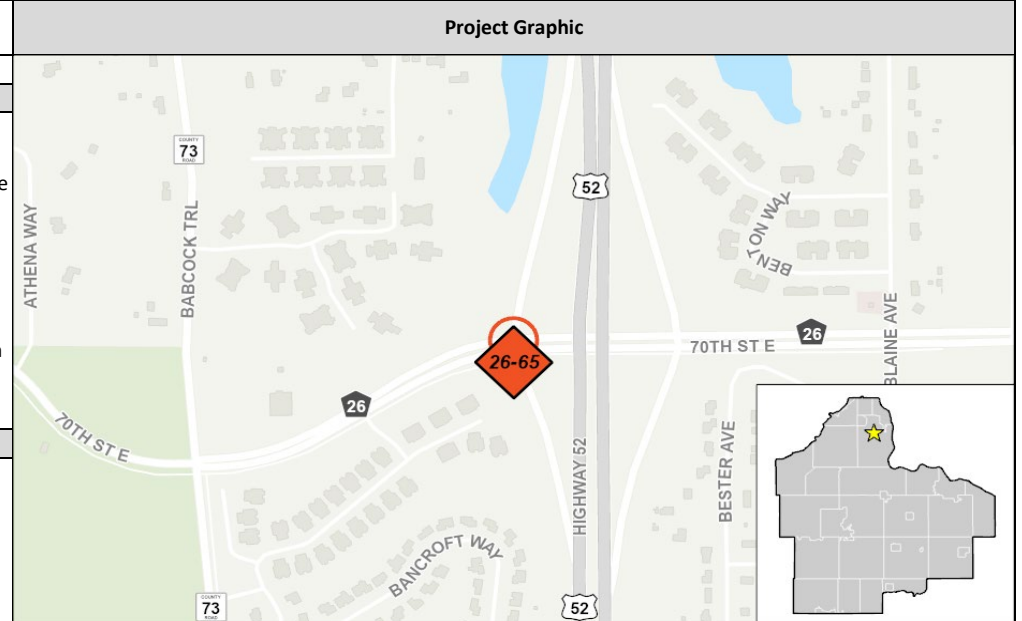 Project Graphic
COUNTY
73
ROAD
52
e
ATHENA WAY
BABCOCK TRL
BENYON WAY
BLAINE AVE
26
70TH ST E
26-65
26
70TH ST E
HIGHWAY 52
BESTER AVE
BANCROFT WAY
COUNTY
73
ROAD
52